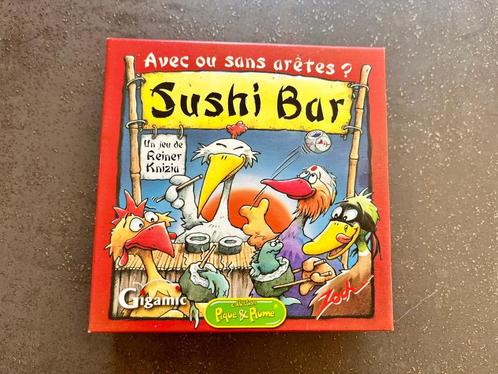 Avec ou sans arêtes ?
Sushi Bar
Un jeu de
Reiner
Knizia
Gigamic
Pique & Plume
Zoch